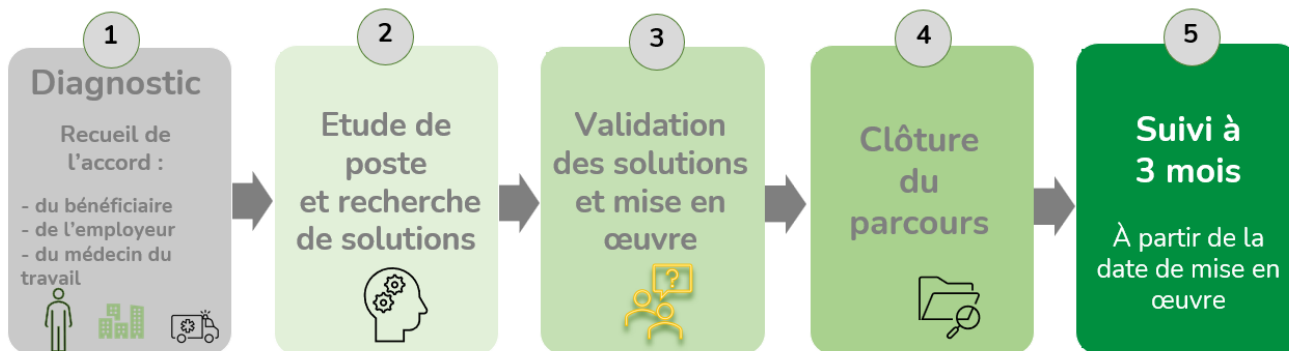 1
Diagnostic
Recueil de
l'accord :
- du bénéficiaire
- de l'employeur
- du médecin du
travail
2
Etude de
poste
et recherche
de solutions
3
Validation
des solutions
et mise en
œuvre
?
4
Clôture
du
parcours
5
Suivi à
3 mois
À partir de la
date de mise en
œuvre